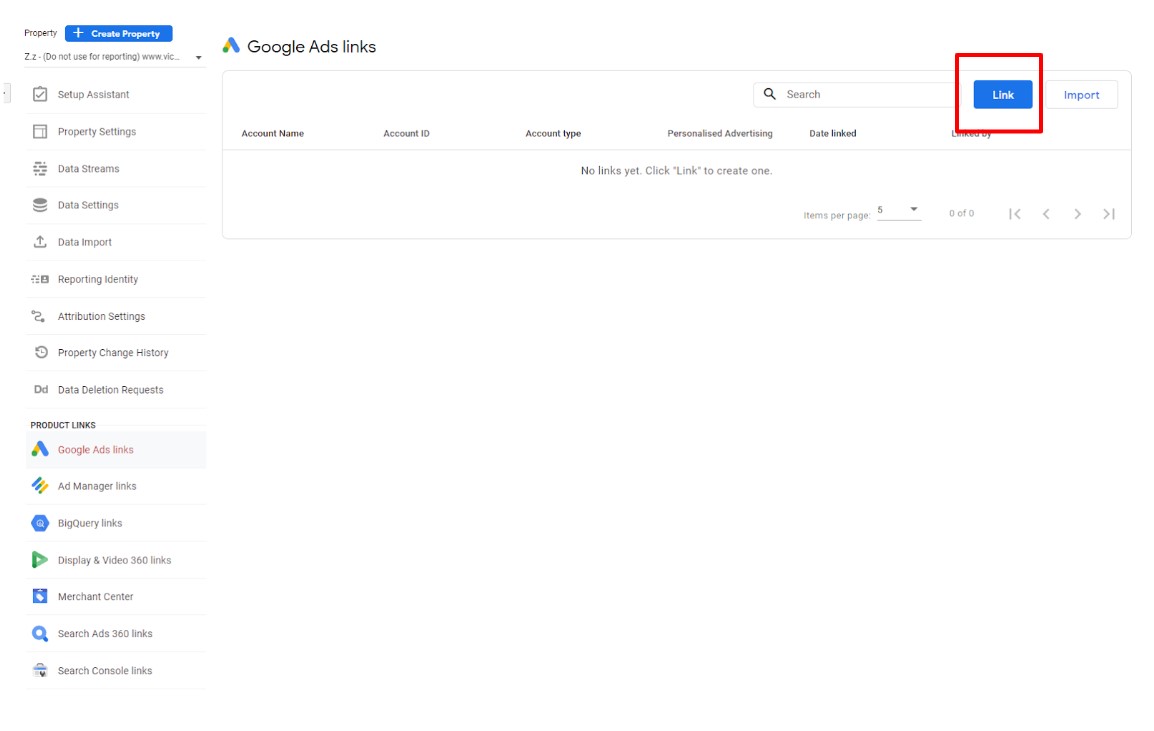 Property
+ Create Property
Z.z - (Do not use for reporting) www.vic...
Setup Assistant
Property Settings
Data Streams
Data Settings
Data Import
Reporting Identity
Attribution Settings
Property Change History
Dd Data Deletion Requests
PRODUCT LINKS
Google Ads links
Ad Manager links
BigQuery links
Display & Video 360 links
Merchant Center
Search Ads 360 links
Search Console links
Google Ads links
Search Link Import
Account Name Account ID Account type Personalised Advertising Date linked Linked by
No links yet. Click "Link" to create one.
Items per page: 5 0 of 0